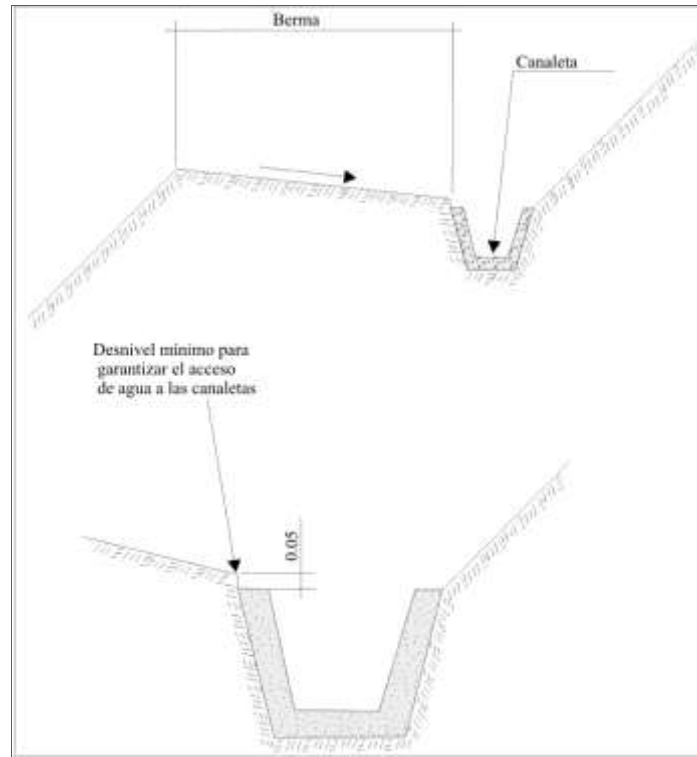 Berma
Canaleta
Desnivel mínimo para
garantizar el acceso
de agua a las canaletas
0.05